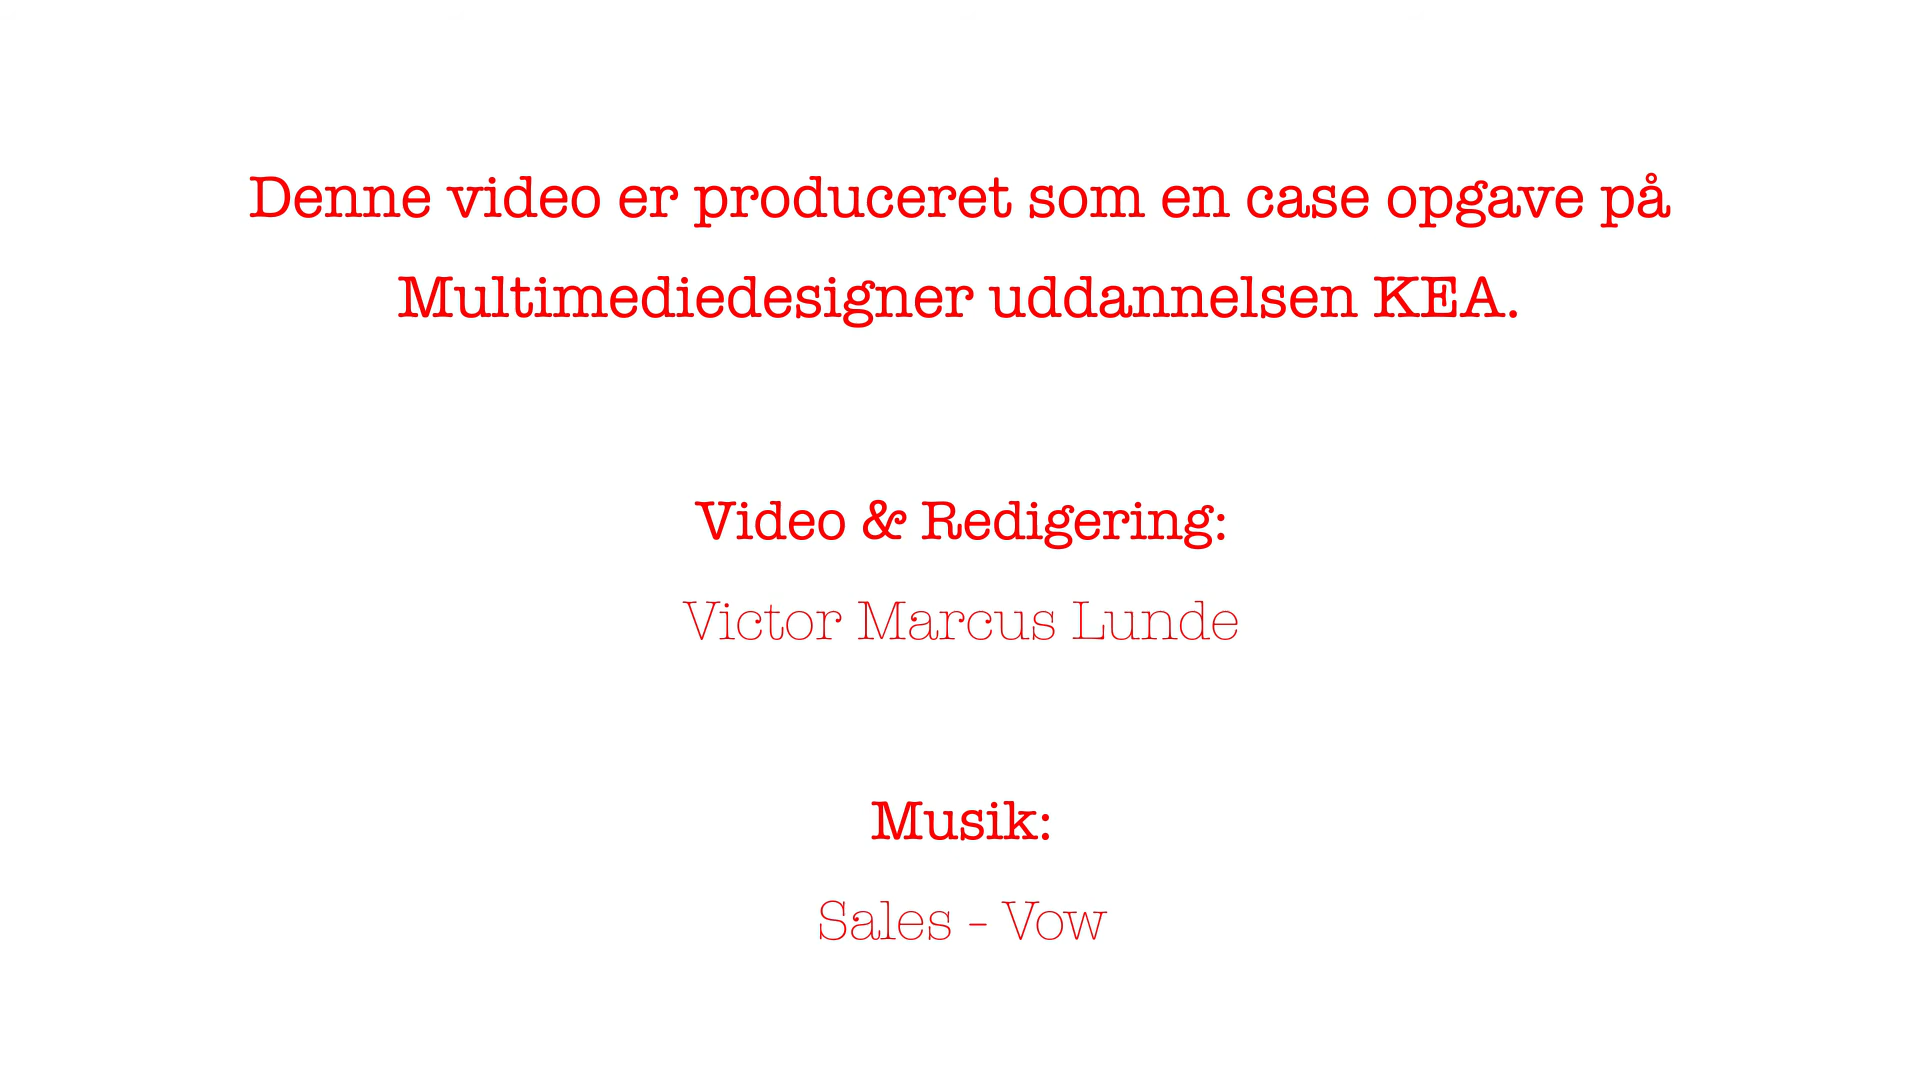 Denne video er produceret som en case opgave på
Multimediedesigner uddannelsen KEA.
Video & Redigering:
Victor Marcus Lunde
Musik:
Sales - Vow